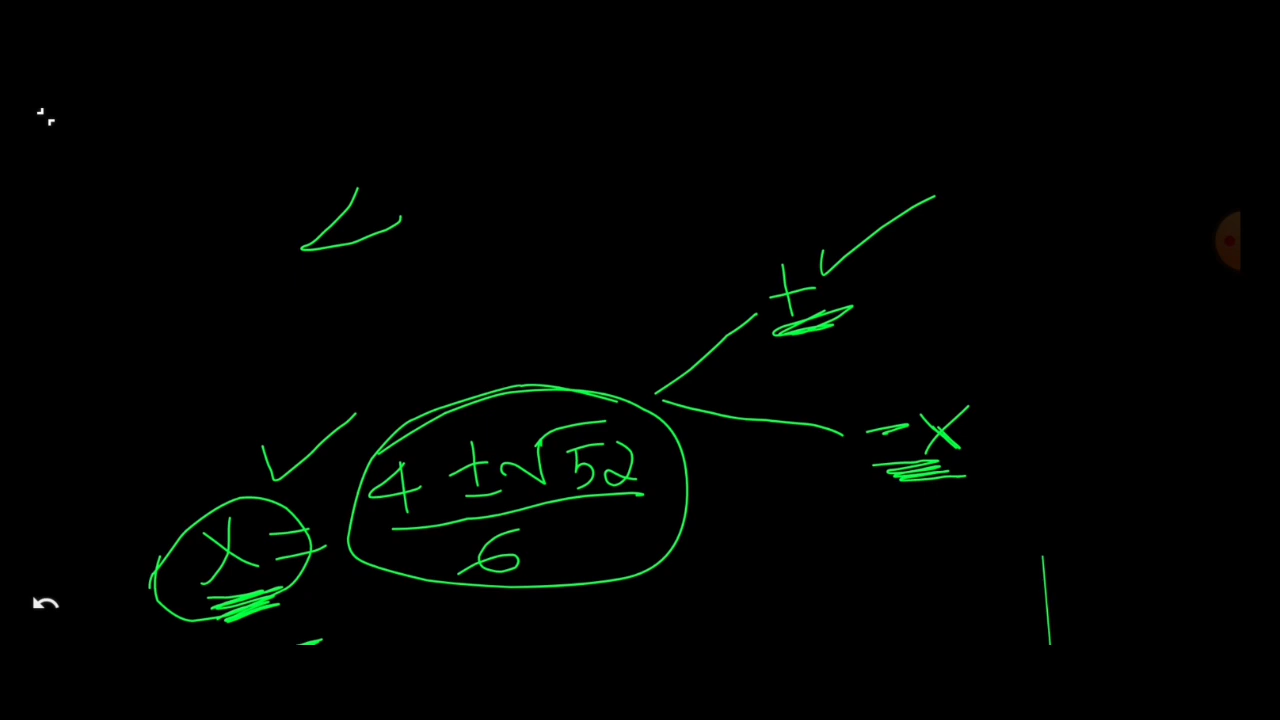 +
- x
x = (4 ± √52) / 6